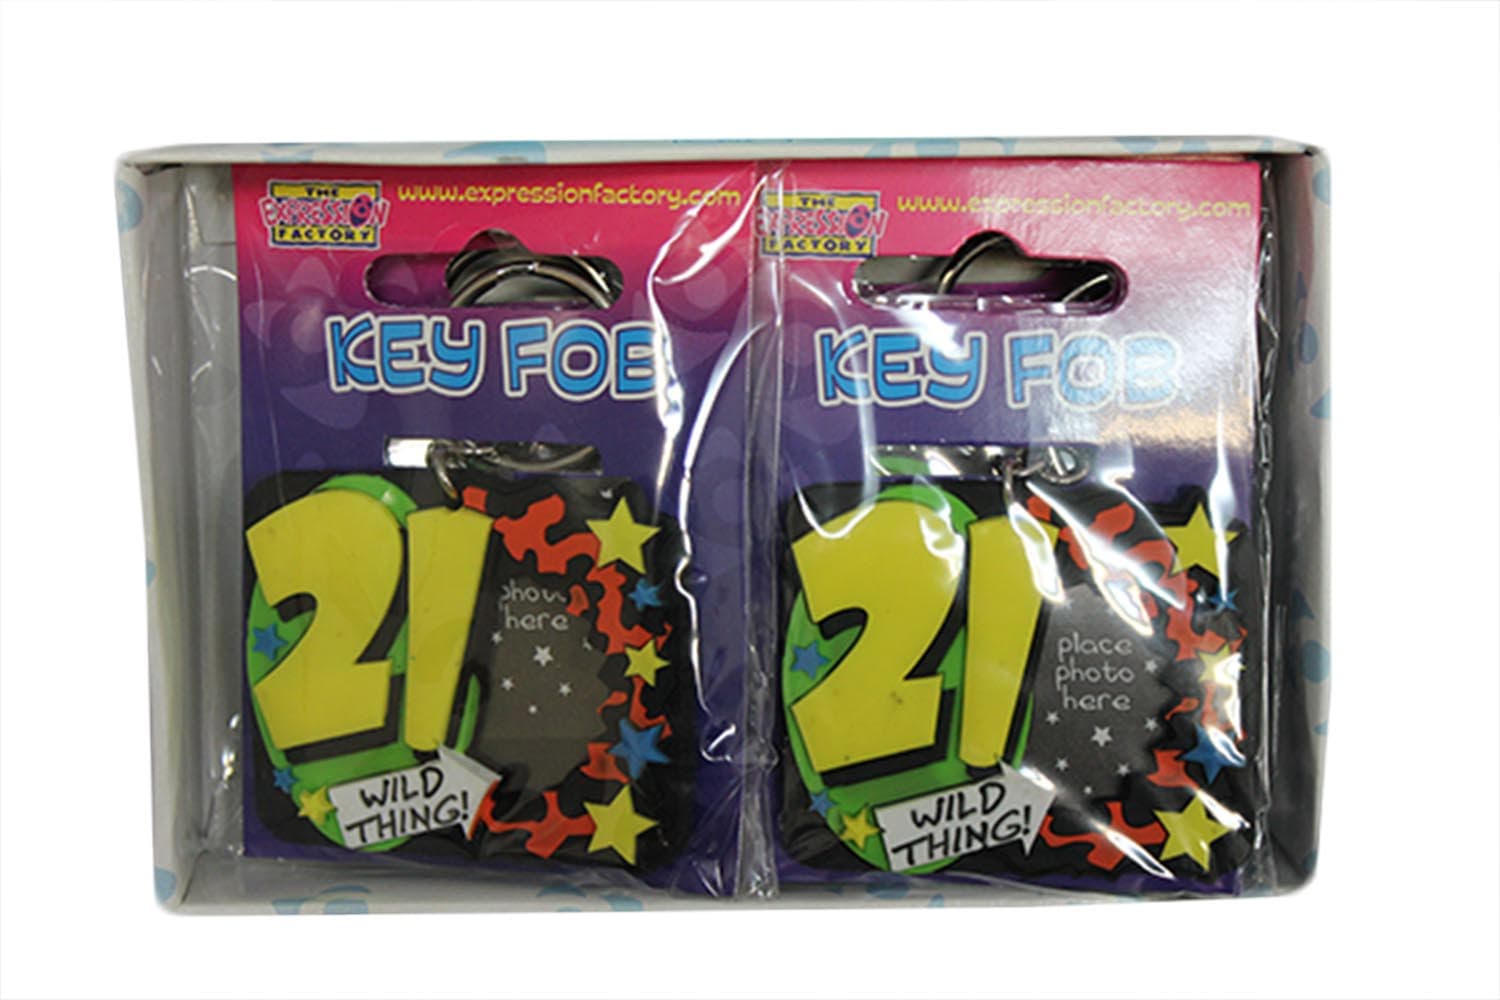 THE
EXPRESSION
FACTORY
www.expressionfactory.com
KEY FOB
21
photo
here
WILD
THING!
THE
EXPRESSION
FACTORY
www.expressionfactory.com
KEY FOB
21
place
photo
here
WILD
THING!